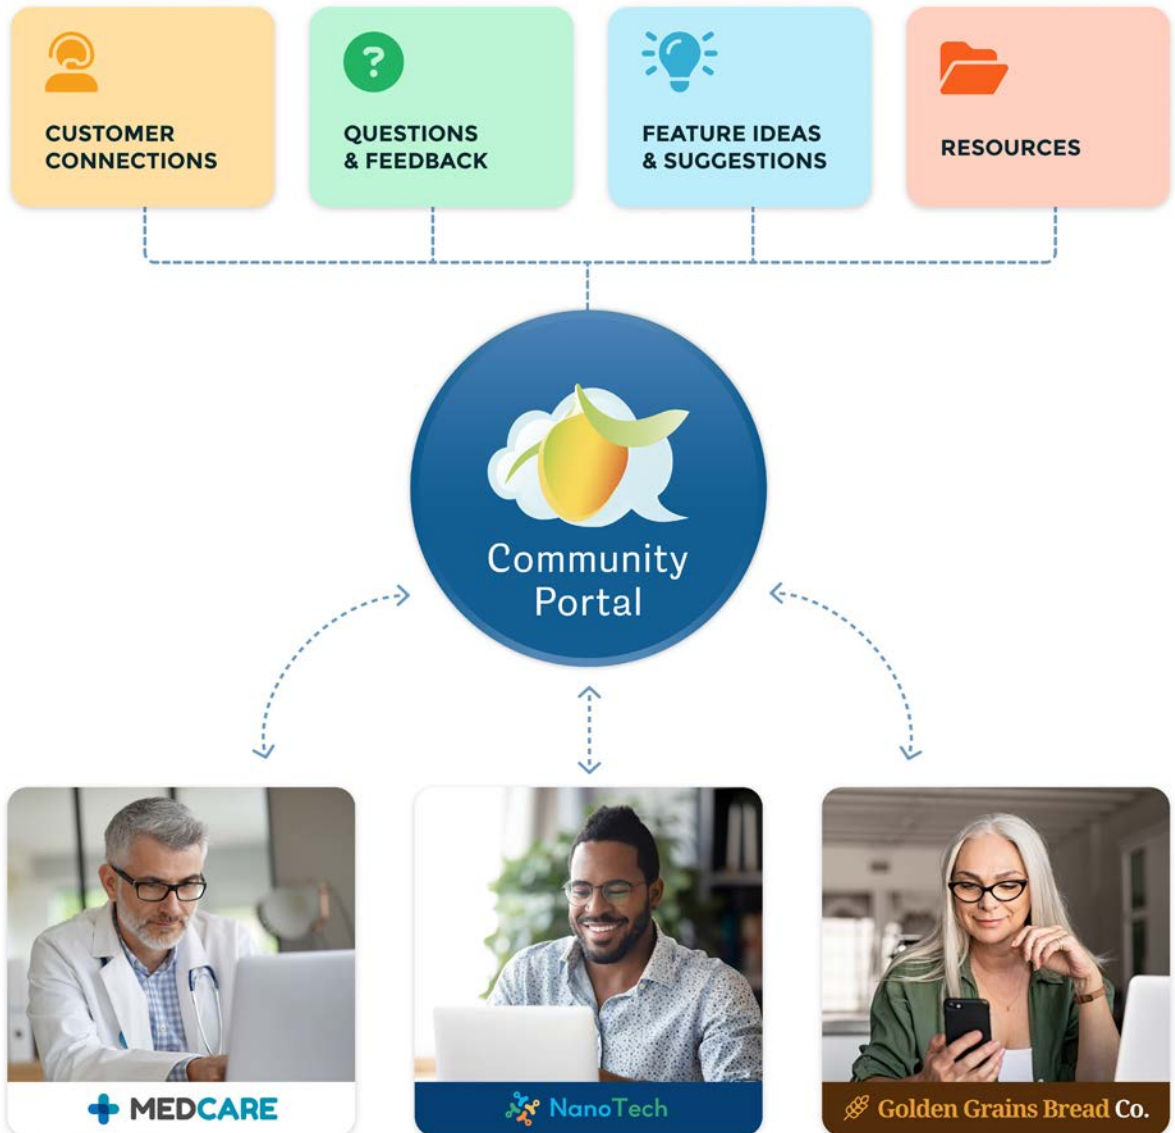 CUSTOMER
CONNECTIONS
?
QUESTIONS
& FEEDBACK
FEATURE IDEAS
& SUGGESTIONS
RESOURCES
Community
Portal
MEDCARE
NanoTech
Golden Grains Bread Co.